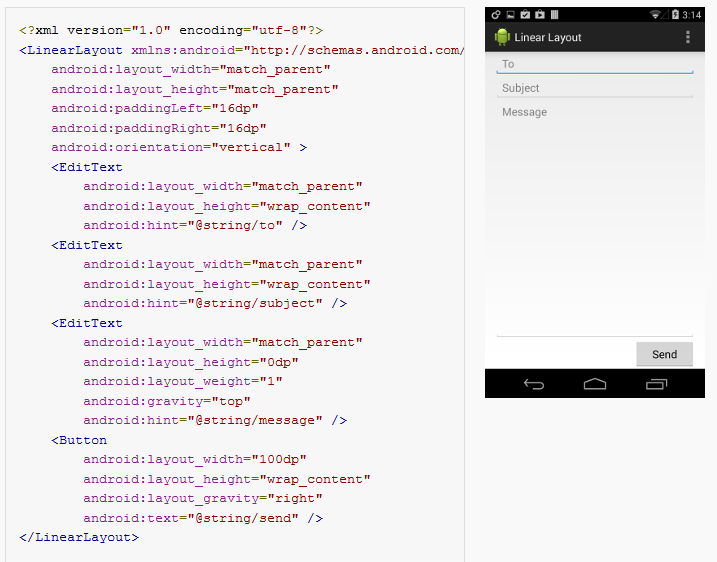 <?xml version="1.0" encoding="utf-8"?>
<LinearLayout xmlns:android="http://schemas.android.com/
    android:layout_width="match_parent"
    android:layout_height="match_parent"
    android:paddingLeft="16dp"
    android:paddingRight="16dp"
    android:orientation="vertical" >
    <EditText
        android:layout_width="match_parent"
        android:layout_height="wrap_content"
        android:hint="@string/to" />
    <EditText
        android:layout_width="match_parent"
        android:layout_height="wrap_content"
        android:hint="@string/subject" />
    <EditText
        android:layout_width="match_parent"
        android:layout_height="0dp"
        android:layout_weight="1"
        android:gravity="top"
        android:hint="@string/message" />
    <Button
        android:layout_width="100dp"
        android:layout_height="wrap_content"
        android:layout_gravity="right"
        android:text="@string/send" />
</LinearLayout>
3:14
Linear Layout
To
Subject
Message
Send